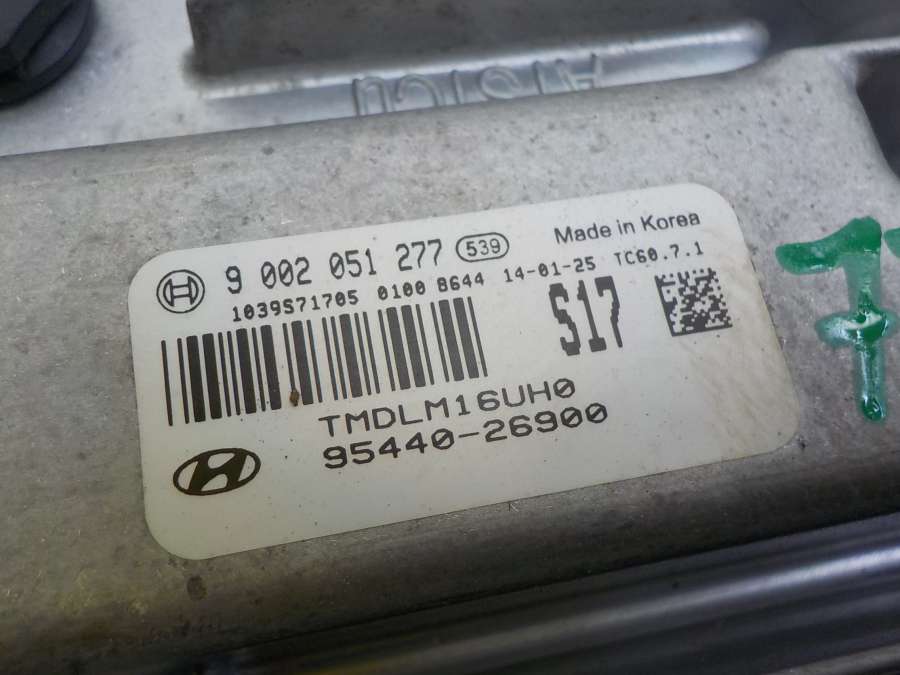 Made in Korea
9 002 051 277 539
1039S71705 0100 8644 14-01-25 TC60.7.1
S17
TMDLM16UH0
95440-26900
17